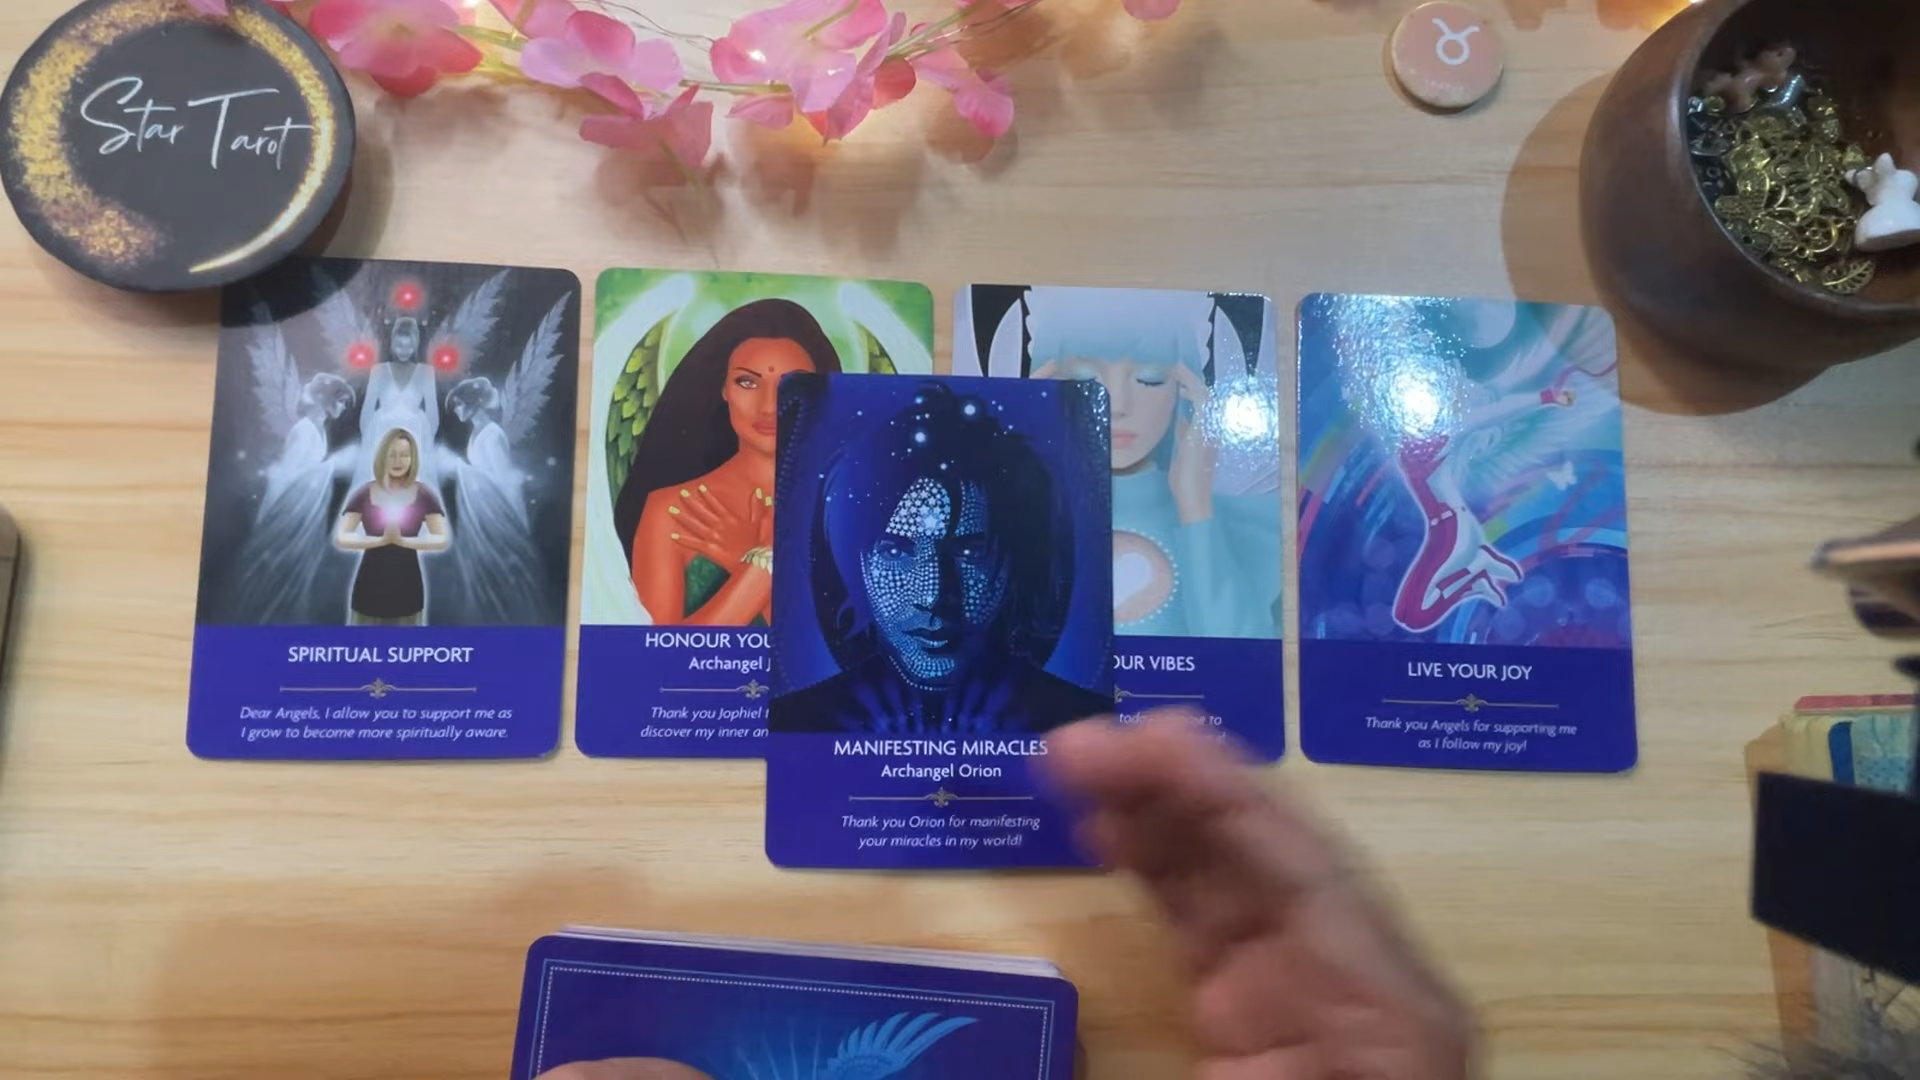 Star Tarot
SPIRITUAL SUPPORT
Dear Angels, I allow you to support me as
I grow to become more spiritually aware.
HONOUR YOU
Archangel J
Thank you Jophiel
discover my inner an
MANIFESTING MIRACLES
Archangel Orion
Thank you Orion for manifesting
your miracles in my world!
OUR VIBES
to
LIVE YOUR JOY
Thank you Angels for supporting me
as I follow my joy!